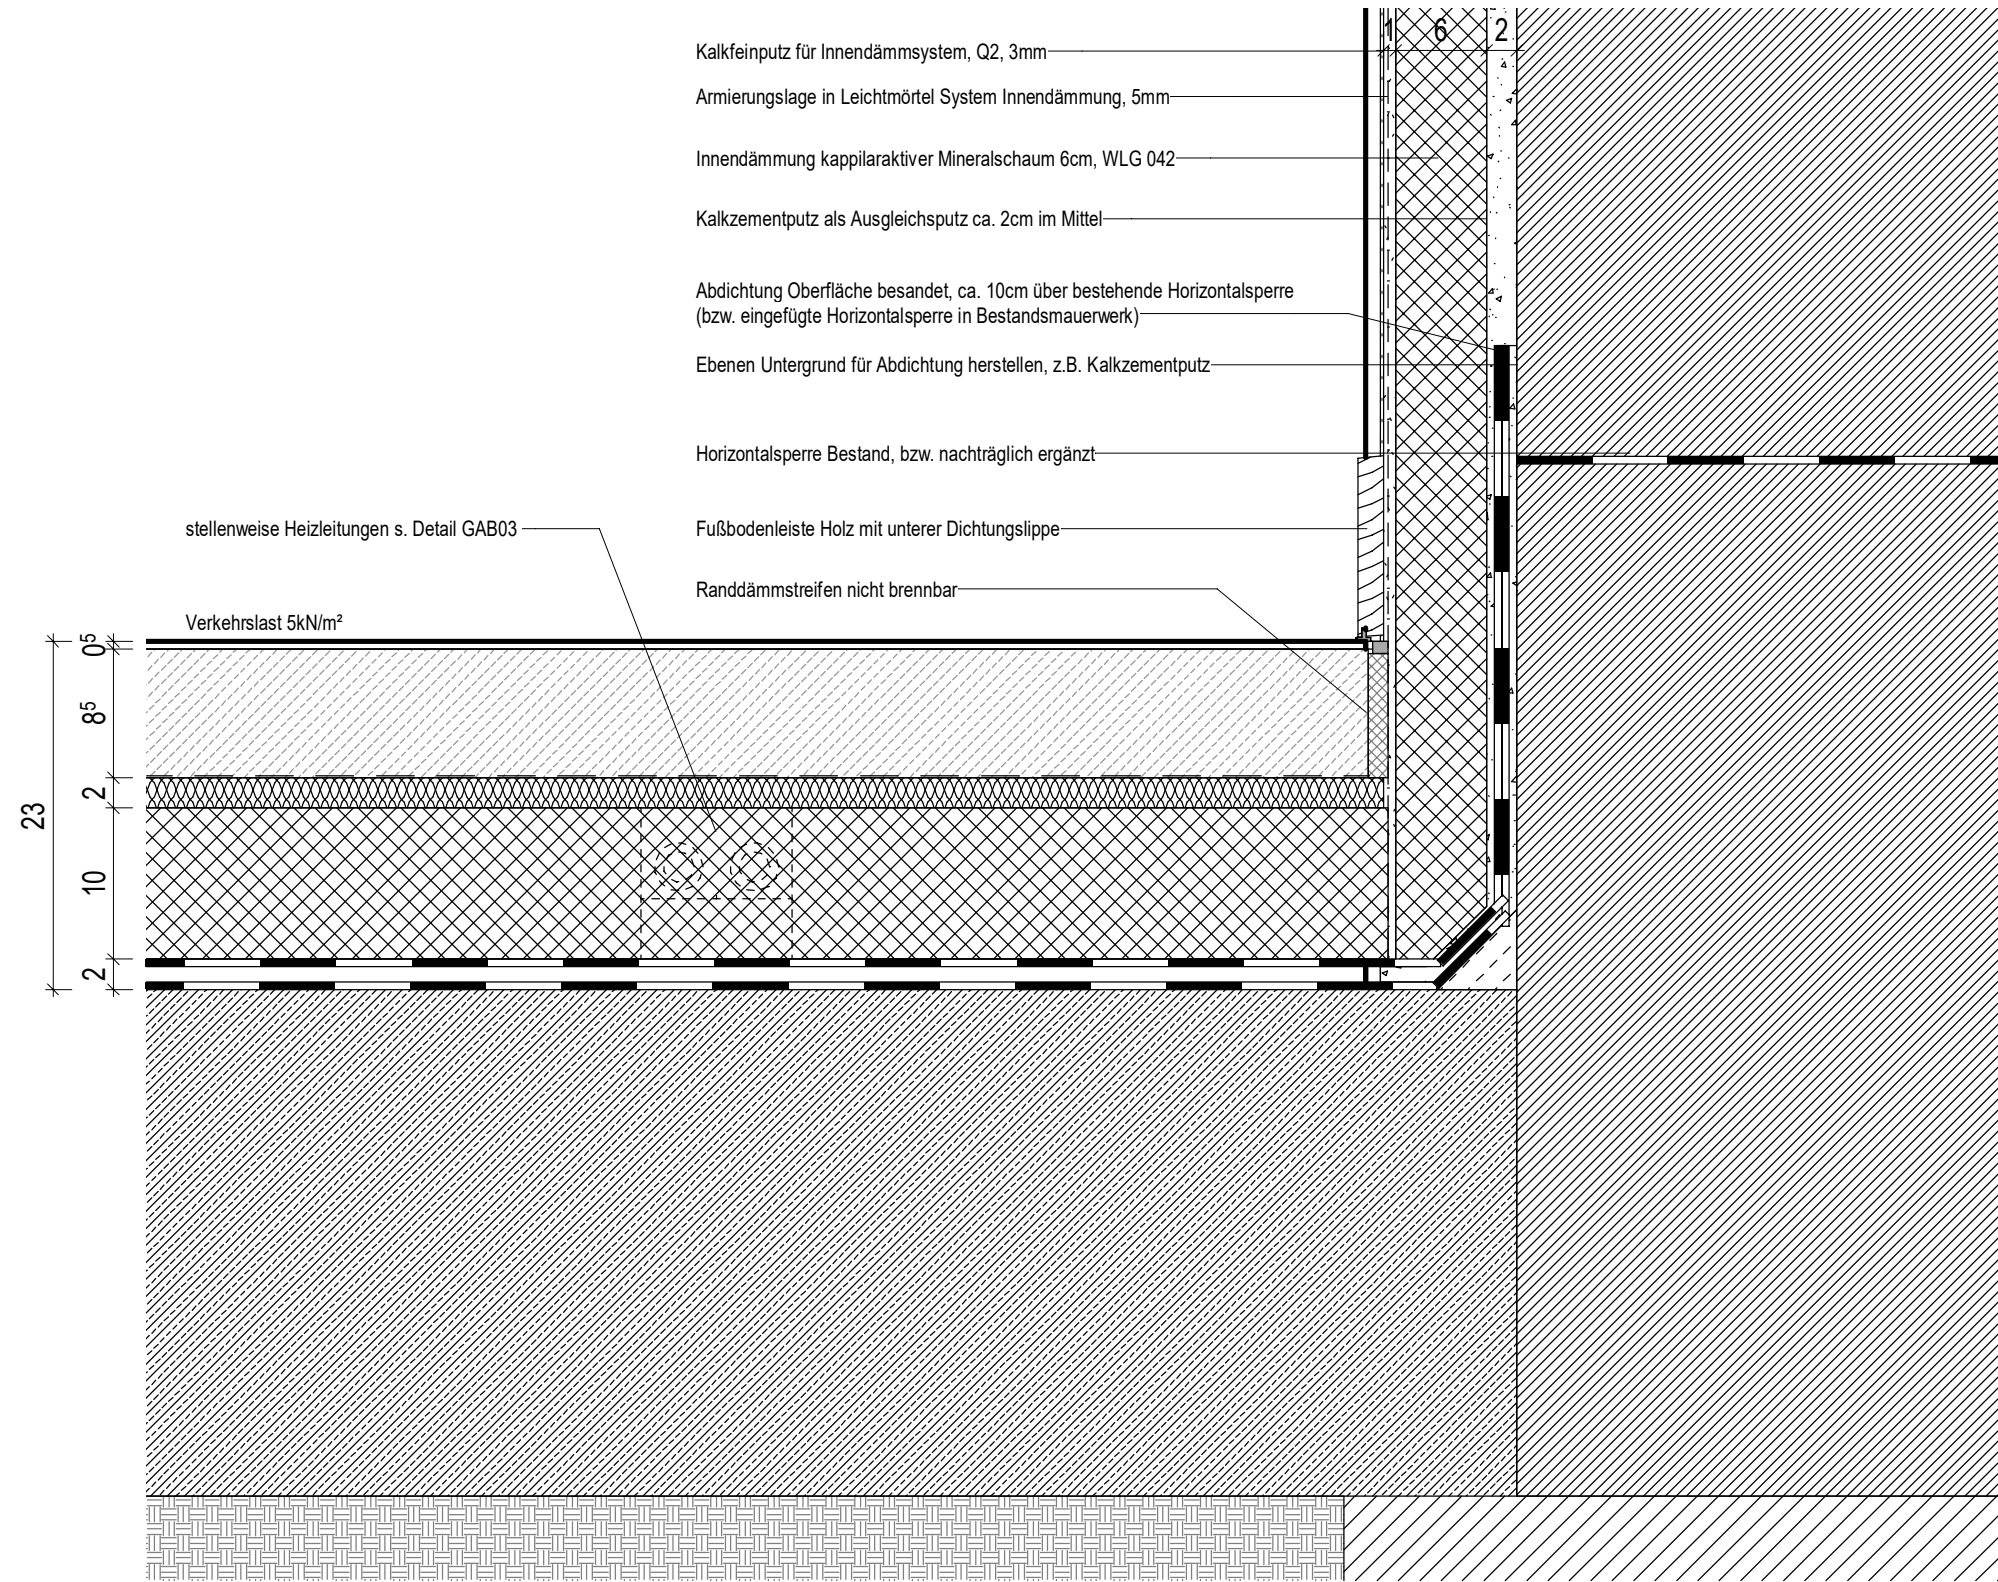 1 6 2
Kalkfeinputz für Innendämmsystem, Q2, 3mm
Armierungslage in Leichtmörtel System Innendämmung, 5mm
Innendämmung kappilaraktiver Mineralschaum 6cm, WLG 042
Kalkzementputz als Ausgleichsputz ca. 2cm im Mittel
Abdichtung Oberfläche besandet, ca. 10cm über bestehende Horizontalsperre
(bzw. eingefügte Horizontalsperre in Bestandsmauerwerk)
Ebenen Untergrund für Abdichtung herstellen, z.B. Kalkzementputz
Horizontalsperre Bestand, bzw. nachträglich ergänzt
stellenweise Heizleitungen s. Detail GAB03
Fußbodenleiste Holz mit unterer Dichtungslippe
Randdämmstreifen nicht brennbar
Verkehrslast 5kN/m²
0⁵
8⁵
2
23
10
2